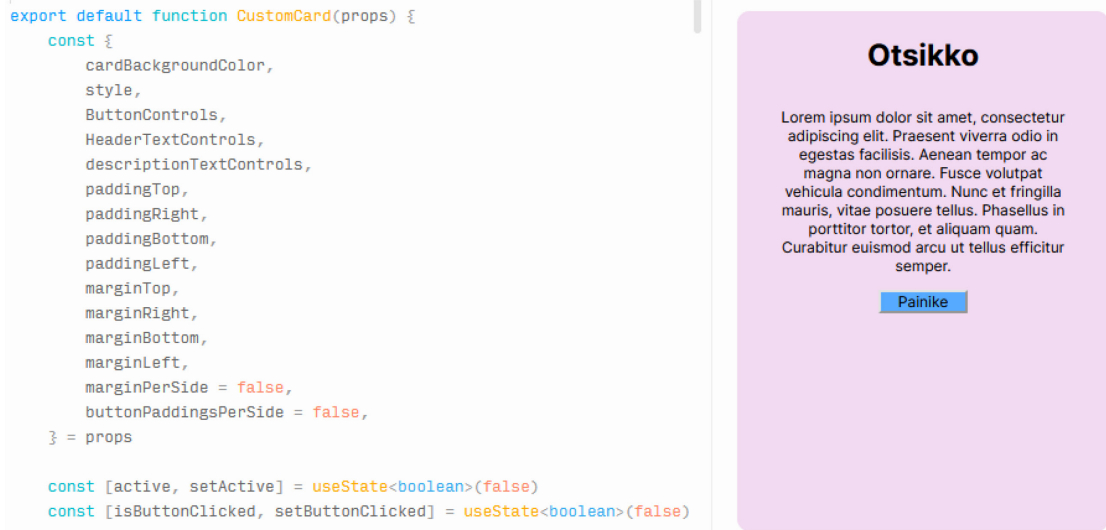 export default function CustomCard(props) {
const {
cardBackgroundColor,
style,
ButtonControls,
HeaderTextControls,
descriptionTextControls,
paddingTop,
paddingRight,
paddingBottom,
paddingLeft,
marginTop,
marginRight,
marginBottom,
marginLeft,
marginPerSide = false,
buttonPaddingsPerSide = false,
} = props
const [active, setActive] = useState<boolean>(false)
const [isButtonClicked, setButtonClicked] = useState<boolean>(false)
Otsikko
Lorem ipsum dolor sit amet, consectetur
adipiscing elit. Praesent viverra odio in
egestas facilisis. Aenean tempor ac
magna non ornare. Fusce volutpat
vehicula condimentum. Nunc et fringilla
mauris, vitae posuere tellus. Phasellus in
porttitor tortor, et aliquam quam.
Curabitur euismod arcu ut tellus efficitur
semper.
Painike